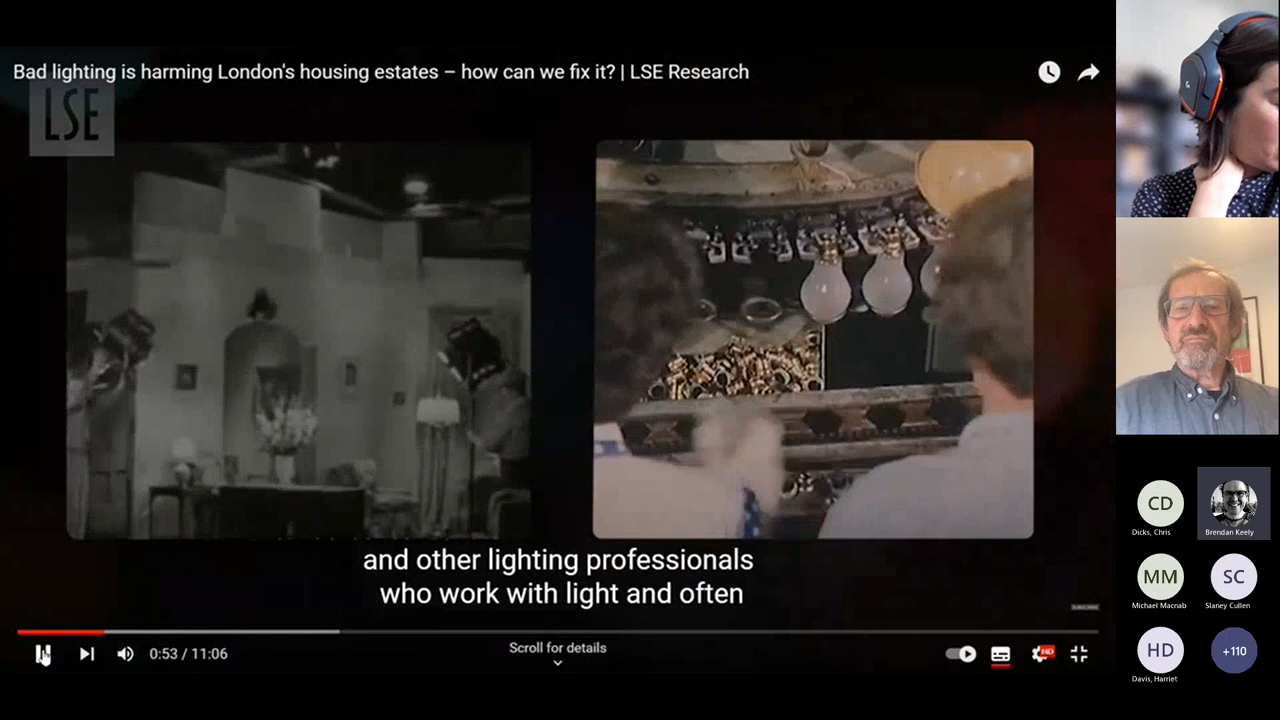 Bad lighting is harming London's housing estates – how can we fix it? | LSE Research
LSE
and other lighting professionals
who work with light and often
SUBSCRIBE
0:53 / 11:06
Scroll for details
HD
CD
Dicks, Chris
Brendan Keely
MM
Michael Macnab
SC
Slaney Cullen
HD
Davis, Harriet
+110